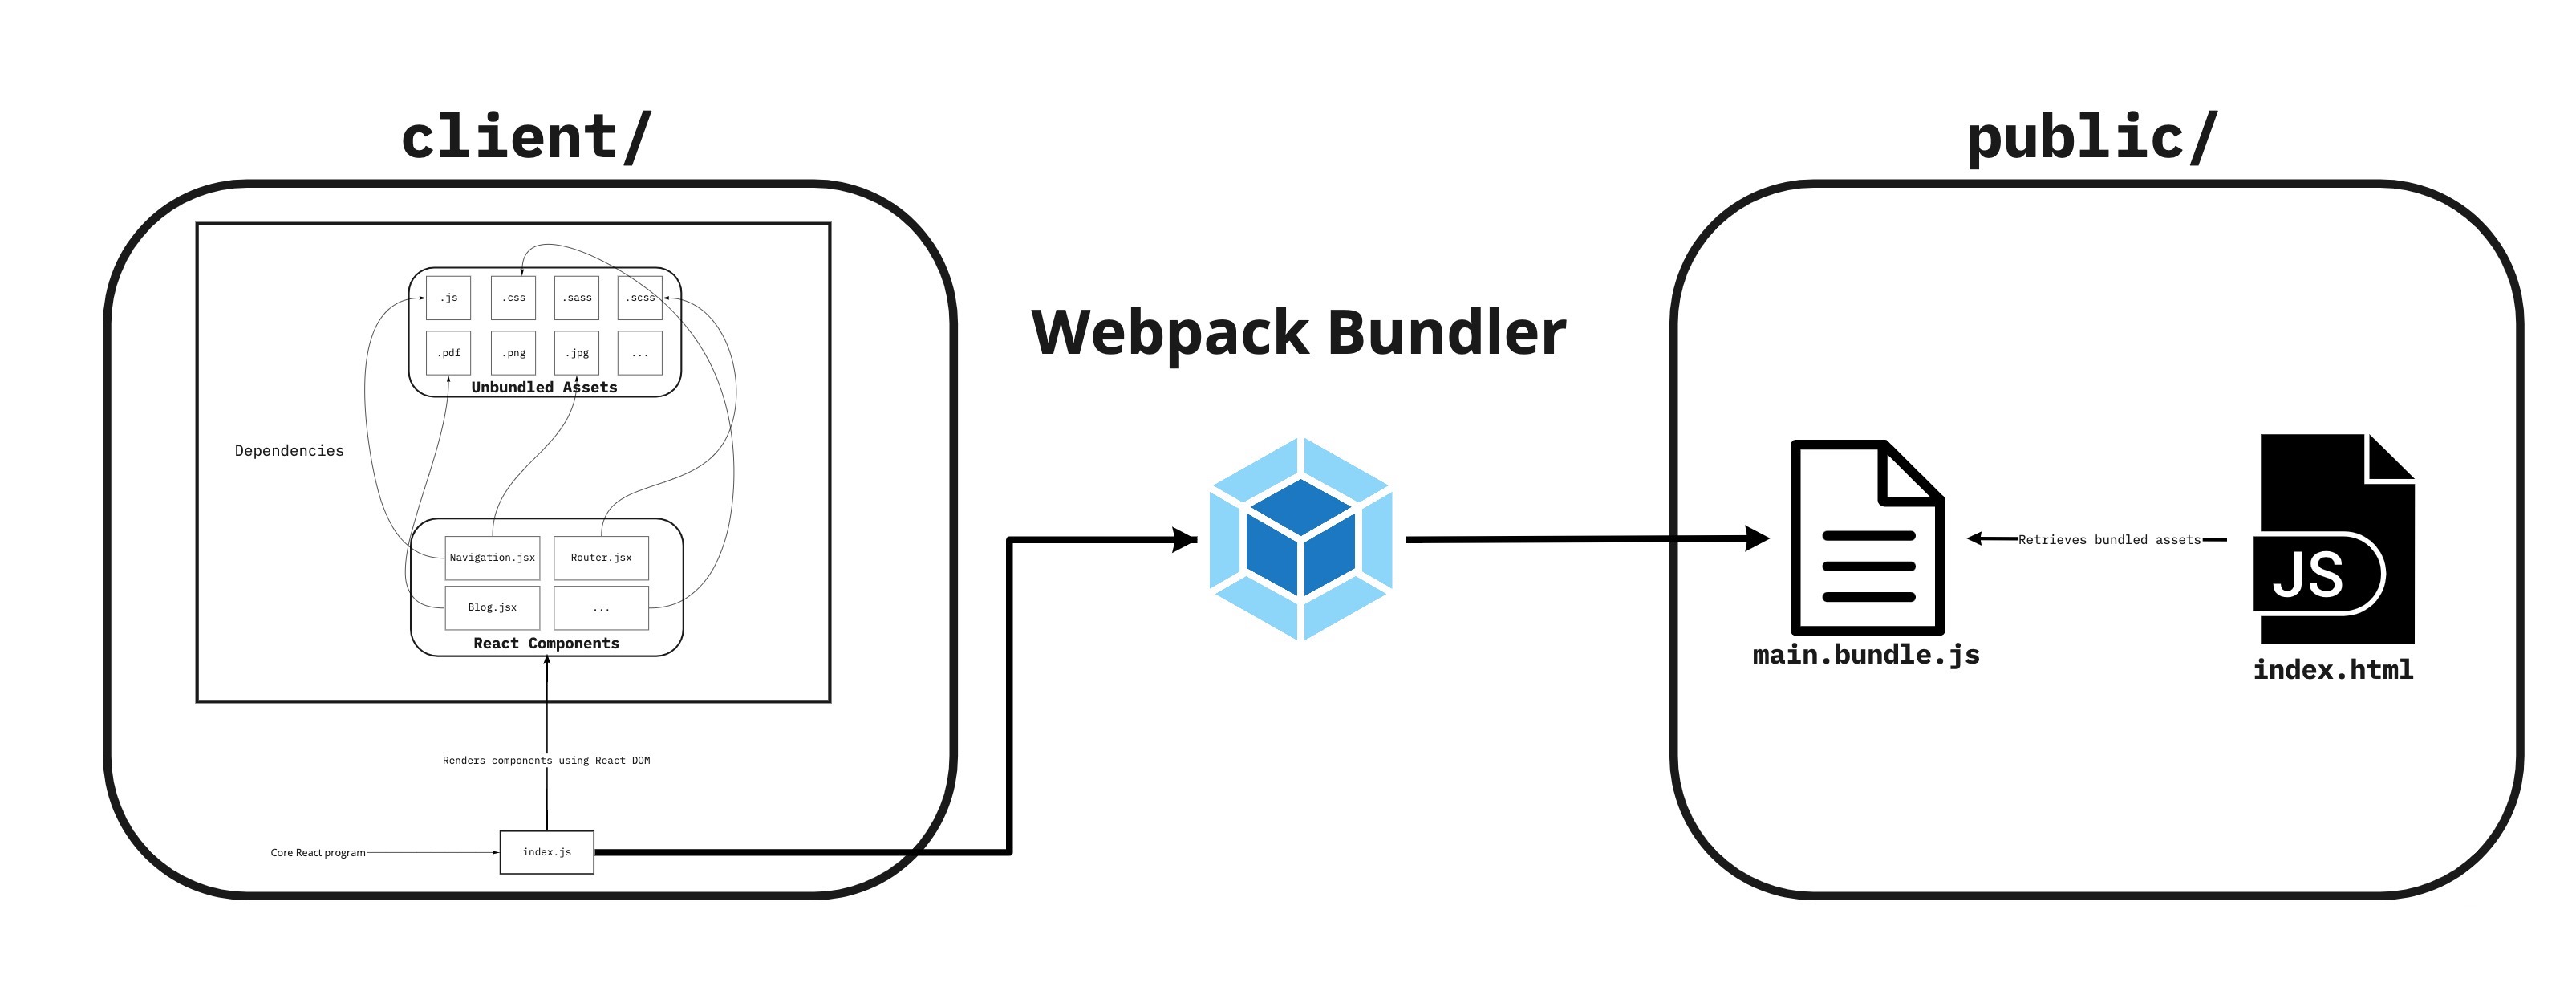 client/
public/
.js
.css
.sass
.scss
.pdf
.png
.jpg
...
Unbundled Assets
Dependencies
Navigation.jsx
Router.jsx
Blog.jsx
...
React Components
Renders components using React DOM
Core React program
index.js
Webpack Bundler
main.bundle.js
Retrieves bundled assets
JS
index.html